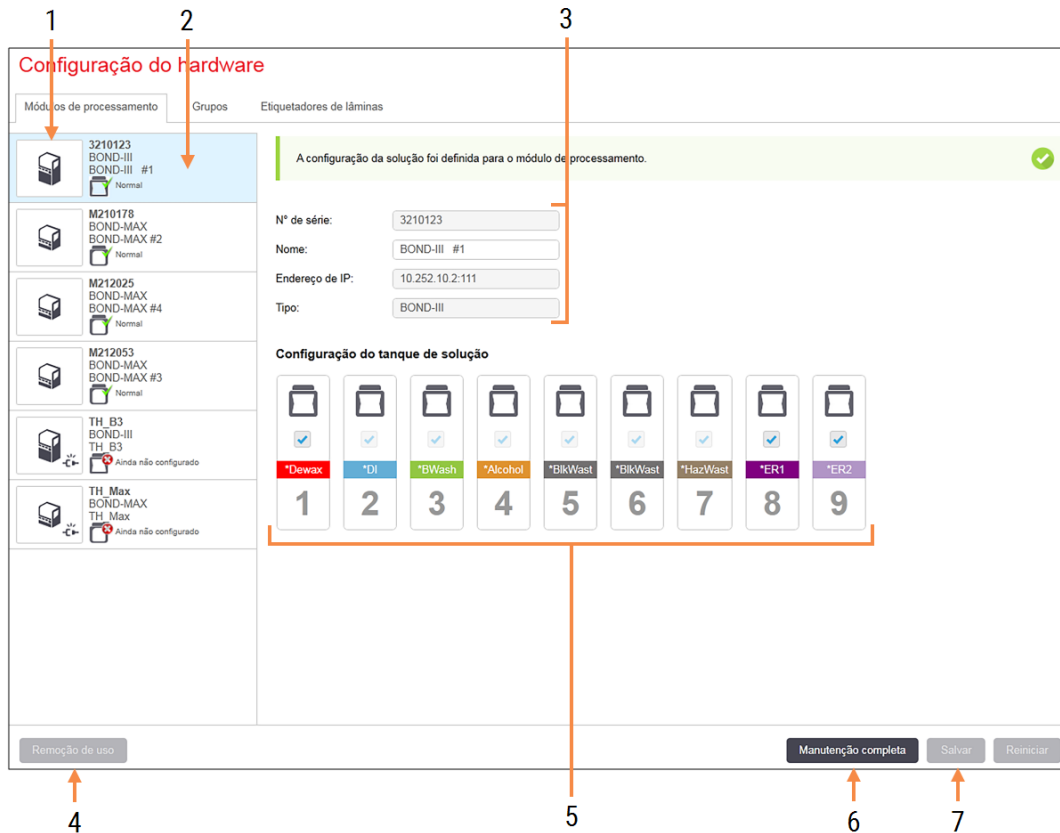 1 2 3
Configuração do hardware
Módulos de processamento Grupos Etiquetadores de lâminas
3210123
BOND-III
BOND-III #1
Normal
M210178
BOND-MAX
BOND-MAX #2
Normal
M212025
BOND-MAX
BOND-MAX #4
Normal
M212053
BOND-MAX
BOND-MAX #3
Normal
TH_B3
BOND-III
TH_B3
Ainda não configurado
TH_Max
BOND-MAX
TH_Max
Ainda não configurado
A configuração da solução foi definida para o módulo de processamento.
N° de série: 3210123
Nome: BOND-III #1
Endereço de IP: 10.252.10.2:111
Tipo: BOND-III
Configuração do tanque de solução
*Dewax *DI *BWash *Alcohol *BlkWast *BlkWast *HazWast *ER1 *ER2
1 2 3 4 5 6 7 8 9
Remoção de uso Manutenção completa Salvar Reiniciar
4 5 6 7